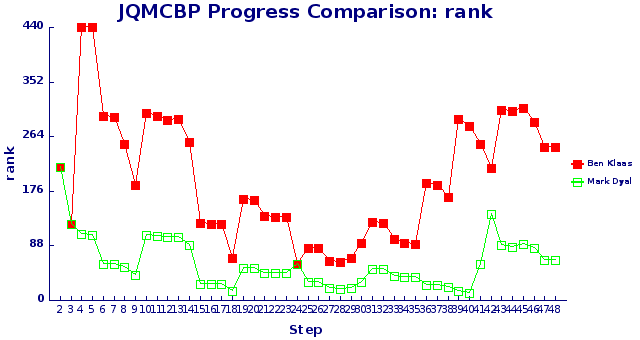 JQMCBP Progress Comparison: rank
440
352
264
176
88
0
rank
2 3 4 5 6 7 8 9 10 11 12 13 14 15 16 17 18 19 20 21 22 23 24 25 26 27 28 29 30 31 32 33 34 35 36 37 38 39 40 41 42 43 44 45 46 47 48
Step
Ben Klaas
Mark Dyal